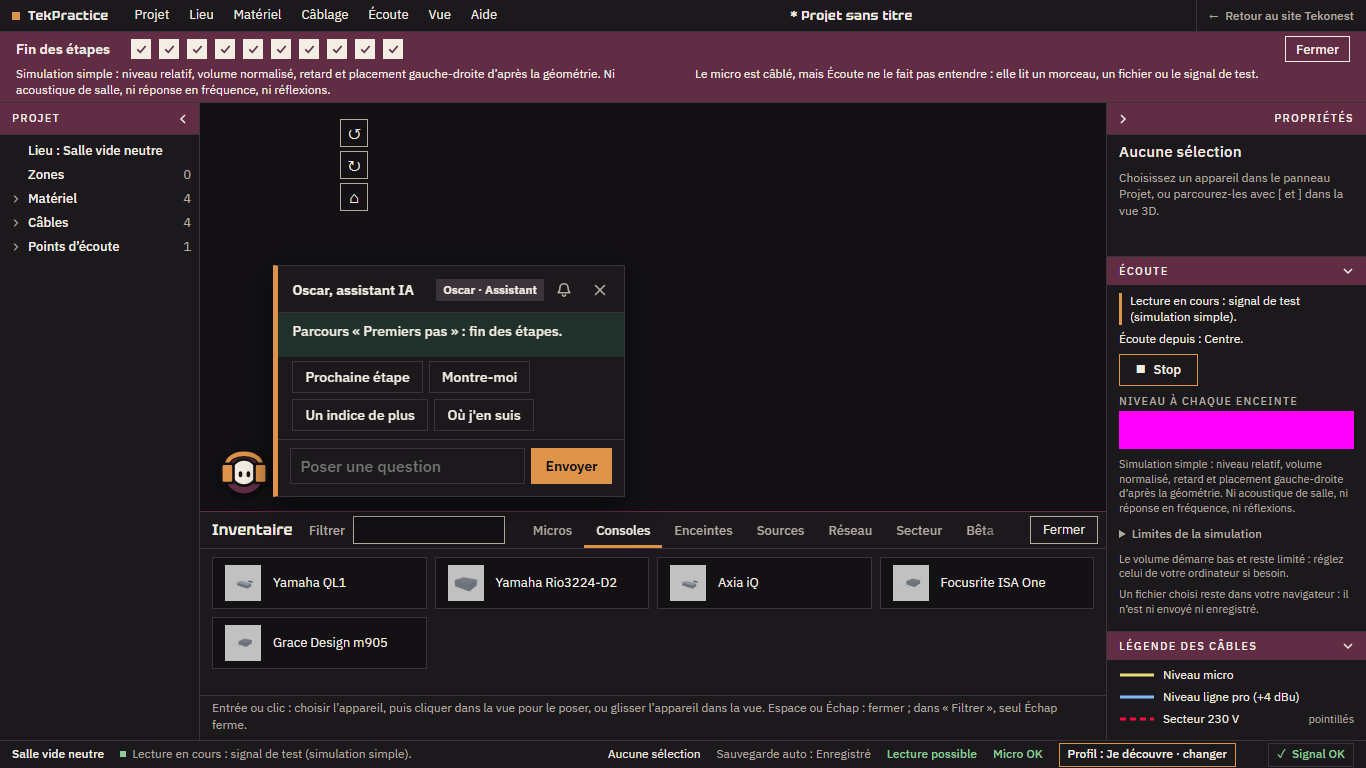 TekPractice
Projet Lieu Matériel Câblage Écoute Vue Aide
* Projet sans titre
← Retour au site Tekonest
Fin des étapes
Fermer
Simulation simple : niveau relatif, volume normalisé, retard et placement gauche-droite d’après la géométrie. Ni
acoustique de salle, ni réponse en fréquence, ni réflexions.
Le micro est câblé, mais Écoute ne le fait pas entendre : elle lit un morceau, un fichier ou le signal de test.
PROJET
Lieu : Salle vide neutre
Zones 0
Matériel 4
Câbles 4
Points d’écoute 1
Oscar, assistant IA
Oscar · Assistant
Parcours « Premiers pas » : fin des étapes.
Prochaine étape
Montre-moi
Un indice de plus
Où j'en suis
Poser une question
Envoyer
Inventaire
Filtrer
Micros Consoles Enceintes Sources Réseau Secteur Bêta
Fermer
Yamaha QL1
Yamaha Rio3224-D2
Axia iQ
Focusrite ISA One
Grace Design m905
Entrée ou clic : choisir l’appareil, puis cliquer dans la vue pour le poser, ou glisser l’appareil dans la vue. Espace ou Échap : fermer ; dans « Filtrer », seul Échap
ferme.
PROPRIÉTÉS
Aucune sélection
Choisissez un appareil dans le panneau
Projet, ou parcourez-les avec [ et ] dans la
vue 3D.
ÉCOUTE
Lecture en cours : signal de test
(simulation simple).
Écoute depuis : Centre.
Stop
NIVEAU À CHAQUE ENCEINTE
Simulation simple : niveau relatif, volume
normalisé, retard et placement gauche-droite
d’après la géométrie. Ni acoustique de salle, ni
réponse en fréquence, ni réflexions.
Limites de la simulation
Le volume démarre bas et reste limité : réglez
celui de votre ordinateur si besoin.
Un fichier choisi reste dans votre navigateur : il
n’est ni envoyé ni enregistré.
LÉGENDE DES CÂBLES
Niveau micro
Niveau ligne pro (+4 dBu)
Secteur 230 V pointillés
Salle vide neutre
Lecture en cours : signal de test (simulation simple).
Aucune sélection
Sauvegarde auto : Enregistré
Lecture possible
Micro OK
Profil : Je découvre · changer
✓ Signal OK